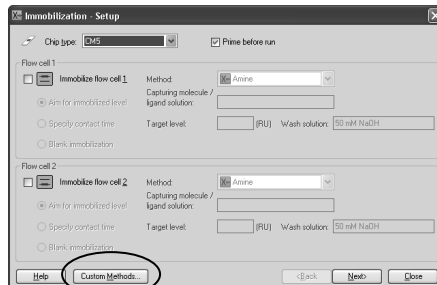 Immobilization - Setup
Chip type: CM5 Prime before run
Flow cell 1
Immobilize flow cell 1 Method: Amine
Aim for immobilized level Capturing molecule / ligand solution:
Specify contact time Target level: (RU) Wash solution: 50 mM NaOH
Blank immobilization
Flow cell 2
Immobilize flow cell 2 Method: Amine
Aim for immobilized level Capturing molecule / ligand solution:
Specify contact time Target level: (RU) Wash solution: 50 mM NaOH
Blank immobilization
Help Custom Methods... <Back Next> Close